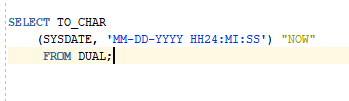 SELECT TO_CHAR
(SYSDATE, 'MM-DD-YYYY HH24:MI:SS') "NOW"
FROM DUAL;